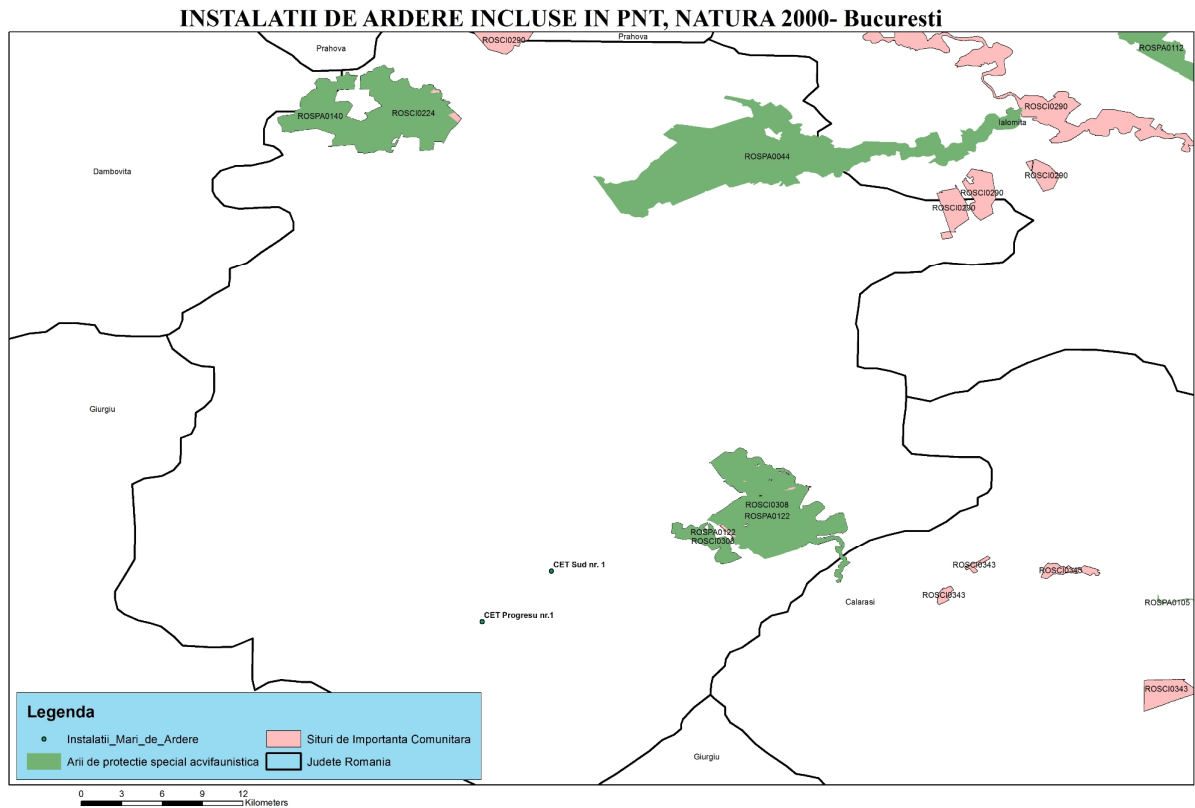 INSTALATII DE ARDERE INCLUSE IN PNT, NATURA 2000- Bucuresti
Prahova
ROSCI0290
Prahova
ROSPA0112
ROSPA0140
ROSCI0224
ROSCI0290
Ialomita
ROSPA0044
Dambovita
ROSCI0290
ROSCI0290
ROSCI0290
Giurgiu
ROSCI0308
ROSPA0122
ROSPA0122
ROSCI0308
CET Sud nr. 1
ROSCI0343
ROSCI0343
ROSCI0343
Calarasi
ROSPA0105
CET Progresu nr.1
ROSCI0343
Giurgiu
Legenda
Instalatii_Mari_de_Ardere
Situri de Importanta Comunitara
Arii de protectie special acvifaunistica
Judete Romania
0 3 6 9 12
Kilometers